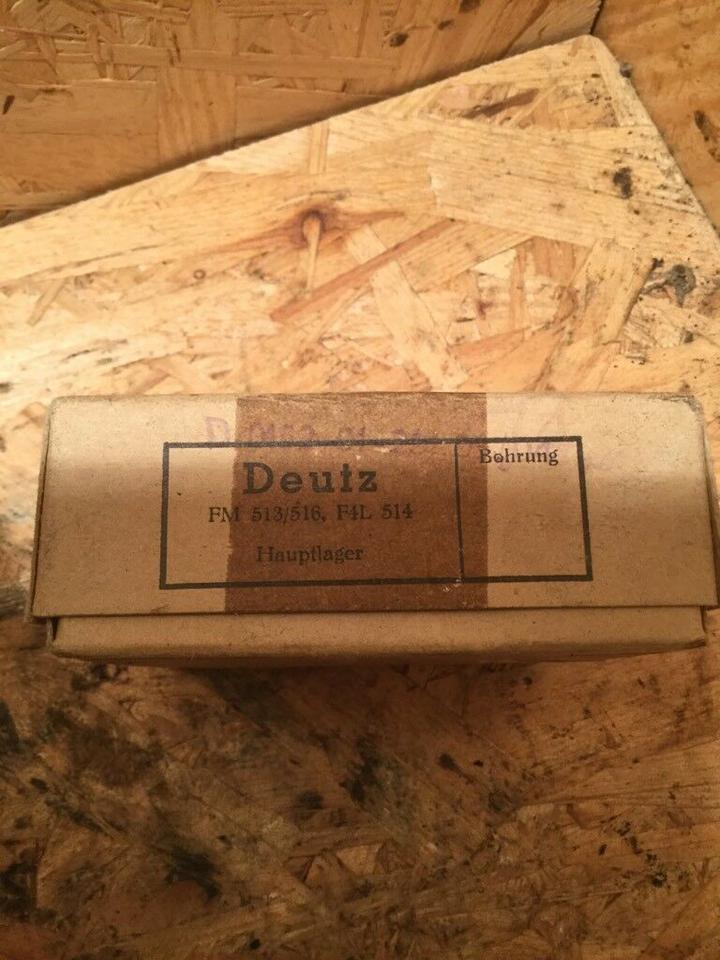 Deutz
FM 513/516, F4L 514
Hauptlager
Bohrung